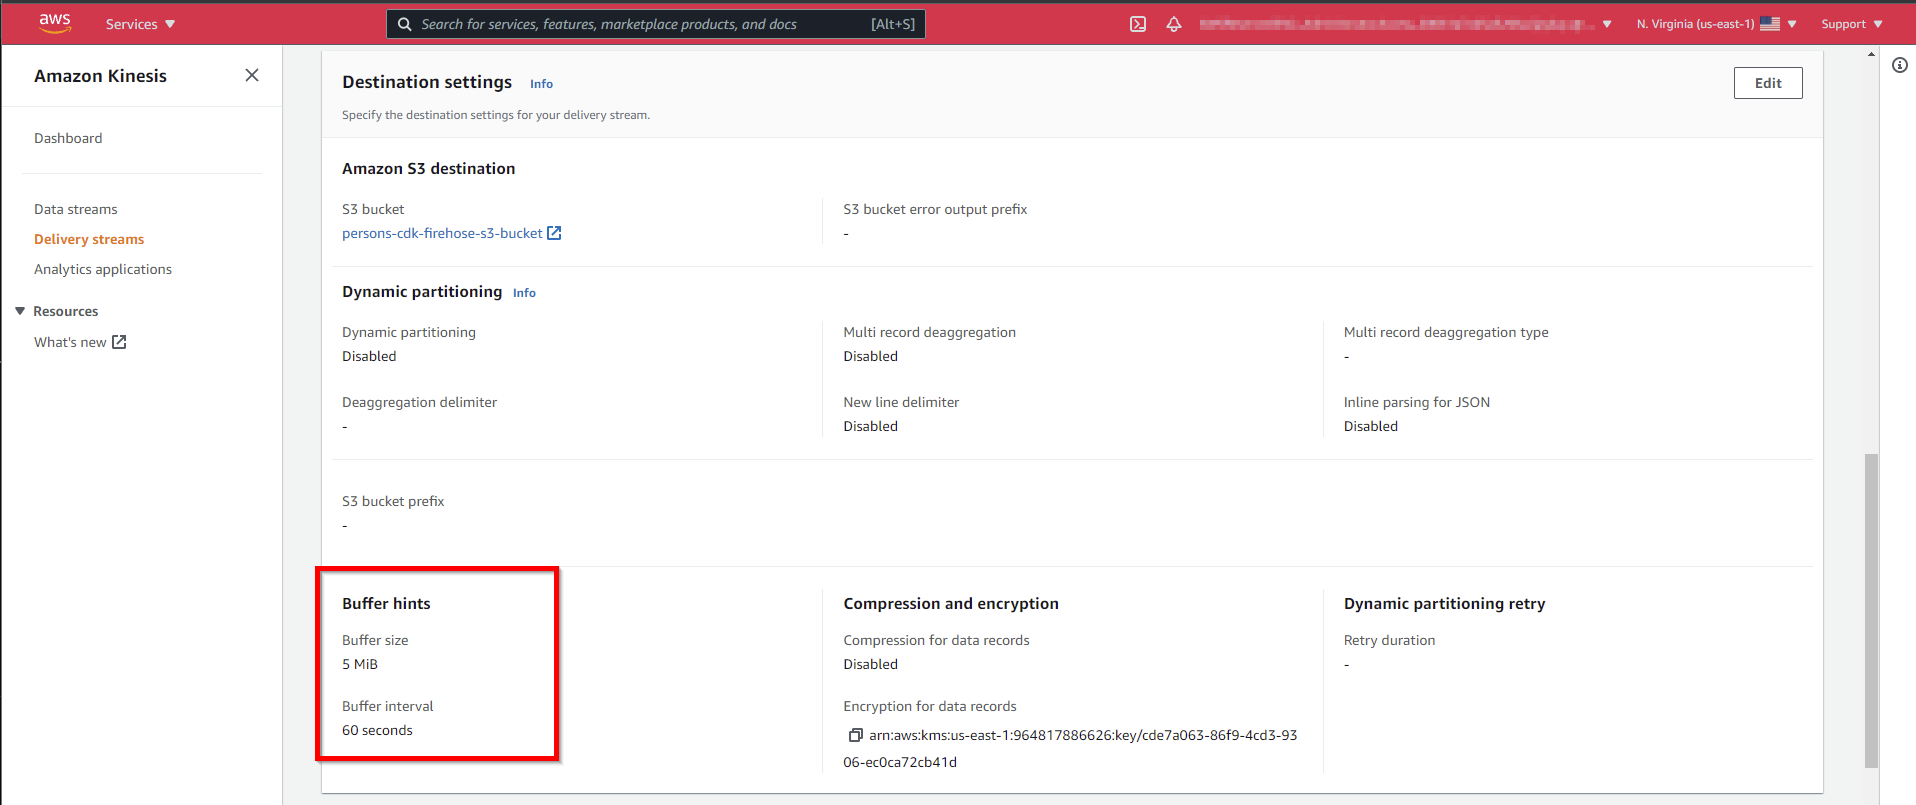 aws
Services
Search for services, features, marketplace products, and docs [Alt+S]
N. Virginia (us-east-1)
Support
Amazon Kinesis
Dashboard
Data streams
Delivery streams
Analytics applications
Resources
What's new
Destination settings Info
Edit
Specify the destination settings for your delivery stream.
Amazon S3 destination
S3 bucket
persons-cdk-firehose-s3-bucket
S3 bucket error output prefix
-
Dynamic partitioning Info
Dynamic partitioning
Disabled
Multi record deaggregation
Disabled
Multi record deaggregation type
-
Deaggregation delimiter
-
New line delimiter
Disabled
Inline parsing for JSON
Disabled
S3 bucket prefix
-
Buffer hints
Buffer size
5 MiB
Buffer interval
60 seconds
Compression and encryption
Compression for data records
Disabled
Encryption for data records
arn:aws:kms:us-east-1:964817886626:key/cde7a063-86f9-4cd3-93
06-ec0ca72cb41d
Dynamic partitioning retry
Retry duration
-